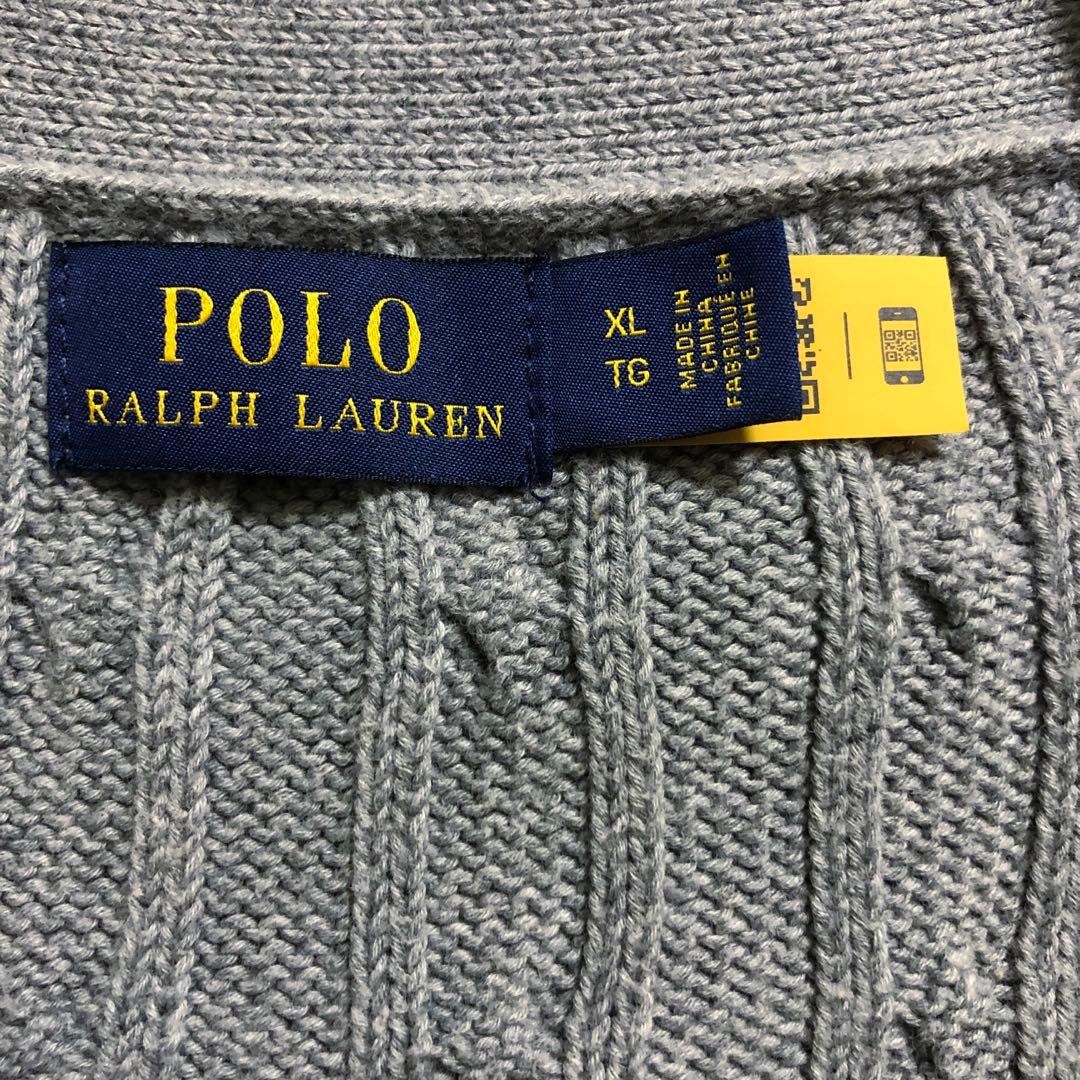 POLO
RALPH LAUREN
XL
TG
MADE IN
CHINA
FABRIQUÉ EN
CHINE